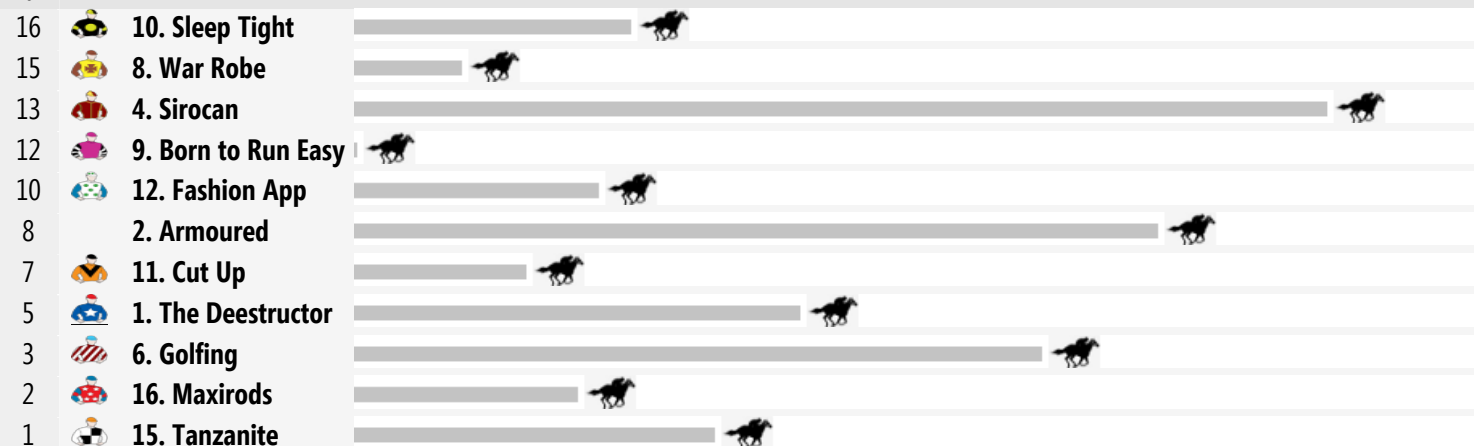 16 10. Sleep Tight
15 8. War Robe
13 4. Sirocan
12 9. Born to Run Easy
10 12. Fashion App
8 2. Armoured
7 11. Cut Up
5 1. The Deestructor
3 6. Golfing
2 16. Maxirods
1 15. Tanzanite